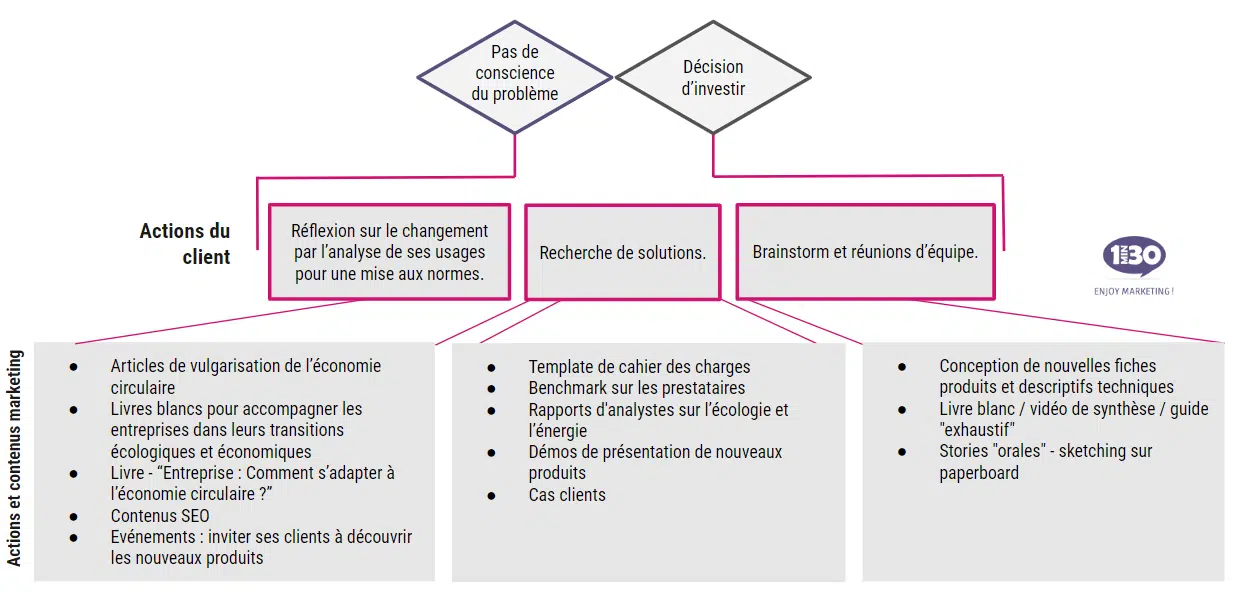 Pas de
conscience
du problème
Décision
d’investir
Actions du
client
Réflexion sur le changement
par l’analyse de ses usages
pour une mise aux normes.
Recherche de solutions.
Brainstorm et réunions d’équipe.
1MIN30
ENJOY MARKETING !
Actions et contenus marketing
● Articles de vulgarisation de l’économie
circulaire
● Livres blancs pour accompagner les
entreprises dans leurs transitions
écologiques et économiques
● Livre - “Entreprise : Comment s’adapter à
l’économie circulaire ?”
● Contenus SEO
● Evénements : inviter ses clients à découvrir
les nouveaux produits
● Template de cahier des charges
● Benchmark sur les prestataires
● Rapports d'analystes sur l’écologie et
l’énergie
● Démos de présentation de nouveaux
produits
● Cas clients
● Conception de nouvelles fiches
produits et descriptifs techniques
● Livre blanc / vidéo de synthèse / guide
"exhaustif"
● Stories "orales" - sketching sur
paperboard